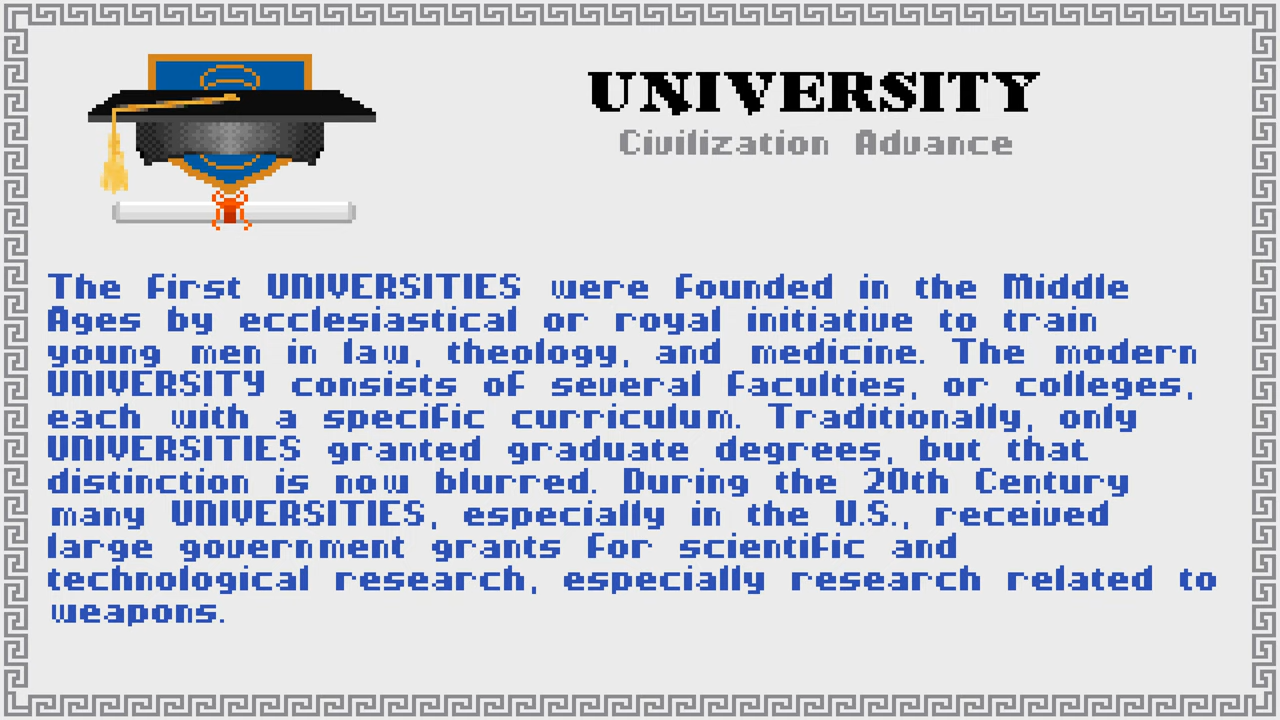 UNIVERSITY
Civilization Advance
The first UNIVERSITIES were founded in the Middle
Ages by ecclesiastical or royal initiative to train
young men in law, theology, and medicine. The modern
UNIVERSITY consists of several faculties, or colleges,
each with a specific curriculum. Traditionally, only
UNIVERSITIES granted graduate degrees, but that
distinction is now blurred. During the 20th Century
many UNIVERSITIES, especially in the U.S., received
large government grants for scientific and
technological research, especially research related to
weapons.